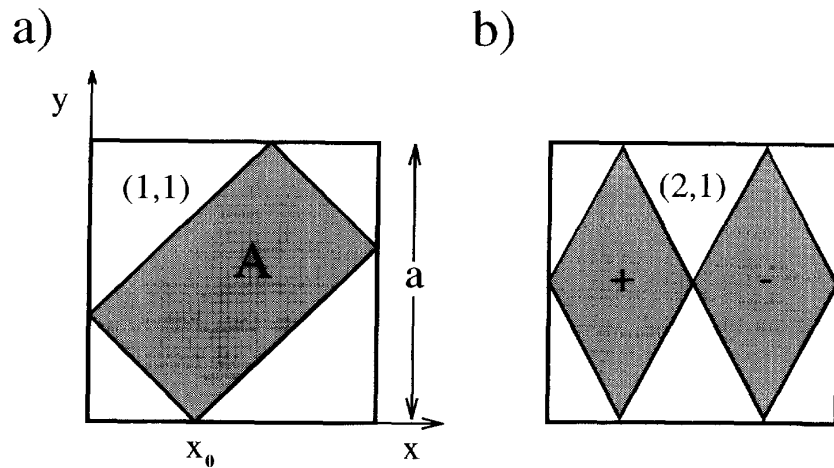 a)
b)
y
(1,1)
(2,1)
A
a
+
-
x₀
x